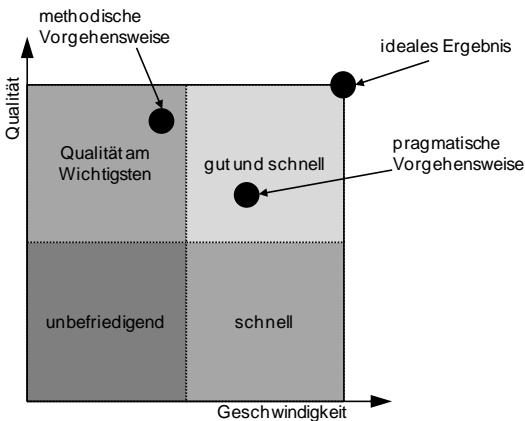 methodische
Vorgehensweise
ideales Ergebnis
Qualität
Qualität am
Wichtigsten
gut und schnell
pragmatische
Vorgehensweise
unbefriedigend
schnell
Geschwindigkeit